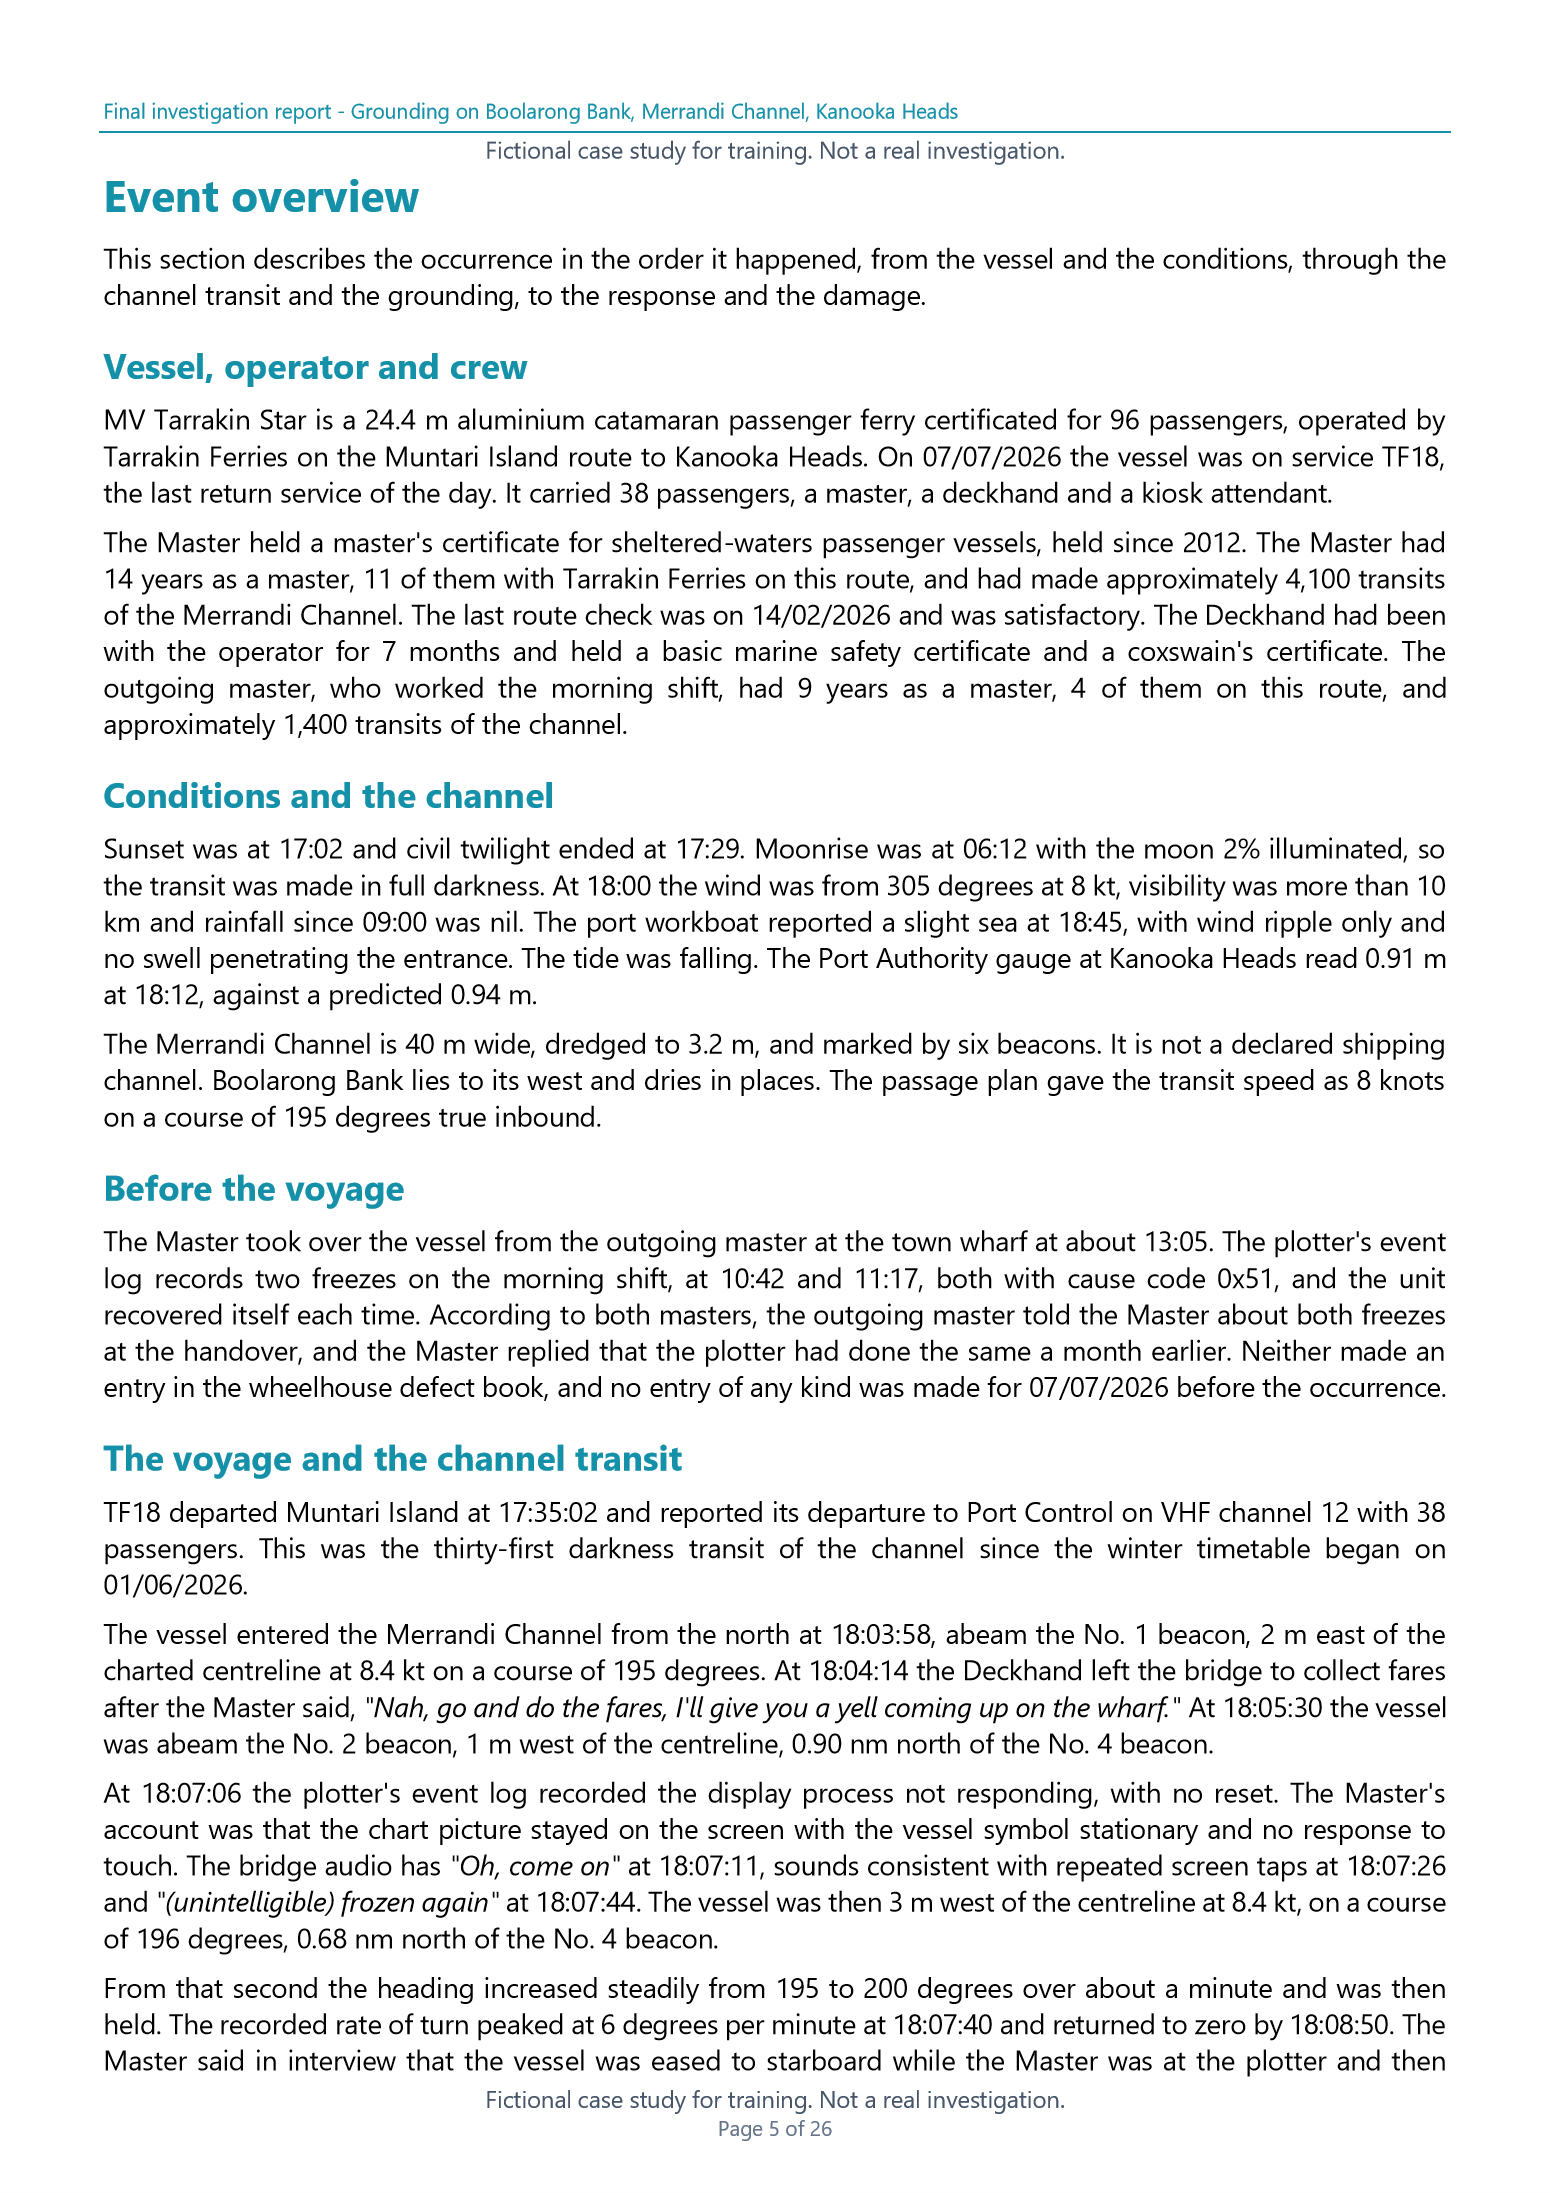 Final investigation report - Grounding on Boolarong Bank, Merrandi Channel, Kanooka Heads
Fictional case study for training. Not a real investigation.
Event overview
This section describes the occurrence in the order it happened, from the vessel and the conditions, through the
channel transit and the grounding, to the response and the damage.
Vessel, operator and crew
MV Tarrakin Star is a 24.4 m aluminium catamaran passenger ferry certificated for 96 passengers, operated by
Tarrakin Ferries on the Muntari Island route to Kanooka Heads. On 07/07/2026 the vessel was on service TF18,
the last return service of the day. It carried 38 passengers, a master, a deckhand and a kiosk attendant.
The Master held a master's certificate for sheltered-waters passenger vessels, held since 2012. The Master had
14 years as a master, 11 of them with Tarrakin Ferries on this route, and had made approximately 4,100 transits
of the Merrandi Channel. The last route check was on 14/02/2026 and was satisfactory. The Deckhand had been
with the operator for 7 months and held a basic marine safety certificate and a coxswain's certificate. The
outgoing master, who worked the morning shift, had 9 years as a master, 4 of them on this route, and
approximately 1,400 transits of the channel.
Conditions and the channel
Sunset was at 17:02 and civil twilight ended at 17:29. Moonrise was at 06:12 with the moon 2% illuminated, so
the transit was made in full darkness. At 18:00 the wind was from 305 degrees at 8 kt, visibility was more than 10
km and rainfall since 09:00 was nil. The port workboat reported a slight sea at 18:45, with wind ripple only and
no swell penetrating the entrance. The tide was falling. The Port Authority gauge at Kanooka Heads read 0.91 m
at 18:12, against a predicted 0.94 m.
The Merrandi Channel is 40 m wide, dredged to 3.2 m, and marked by six beacons. It is not a declared shipping
channel. Boolarong Bank lies to its west and dries in places. The passage plan gave the transit speed as 8 knots
on a course of 195 degrees true inbound.
Before the voyage
The Master took over the vessel from the outgoing master at the town wharf at about 13:05. The plotter's event
log records two freezes on the morning shift, at 10:42 and 11:17, both with cause code 0x51, and the unit
recovered itself each time. According to both masters, the outgoing master told the Master about both freezes
at the handover, and the Master replied that the plotter had done the same a month earlier. Neither made an
entry in the wheelhouse defect book, and no entry of any kind was made for 07/07/2026 before the occurrence.
The voyage and the channel transit
TF18 departed Muntari Island at 17:35:02 and reported its departure to Port Control on VHF channel 12 with 38
passengers. This was the thirty-first darkness transit of the channel since the winter timetable began on
01/06/2026.
The vessel entered the Merrandi Channel from the north at 18:03:58, abeam the No. 1 beacon, 2 m east of the
charted centreline at 8.4 kt on a course of 195 degrees. At 18:04:14 the Deckhand left the bridge to collect fares
after the Master said, "Nah, go and do the fares, I'll give you a yell coming up on the wharf." At 18:05:30 the vessel
was abeam the No. 2 beacon, 1 m west of the centreline, 0.90 nm north of the No. 4 beacon.
At 18:07:06 the plotter's event log recorded the display process not responding, with no reset. The Master's
account was that the chart picture stayed on the screen with the vessel symbol stationary and no response to
touch. The bridge audio has "Oh, come on" at 18:07:11, sounds consistent with repeated screen taps at 18:07:26
and "(unintelligible) frozen again" at 18:07:44. The vessel was then 3 m west of the centreline at 8.4 kt, on a course
of 196 degrees, 0.68 nm north of the No. 4 beacon.
From that second the heading increased steadily from 195 to 200 degrees over about a minute and was then
held. The recorded rate of turn peaked at 6 degrees per minute at 18:07:40 and returned to zero by 18:08:50. The
Master said in interview that the vessel was eased to starboard while the Master was at the plotter and then
Fictional case study for training. Not a real investigation.
Page 5 of 26